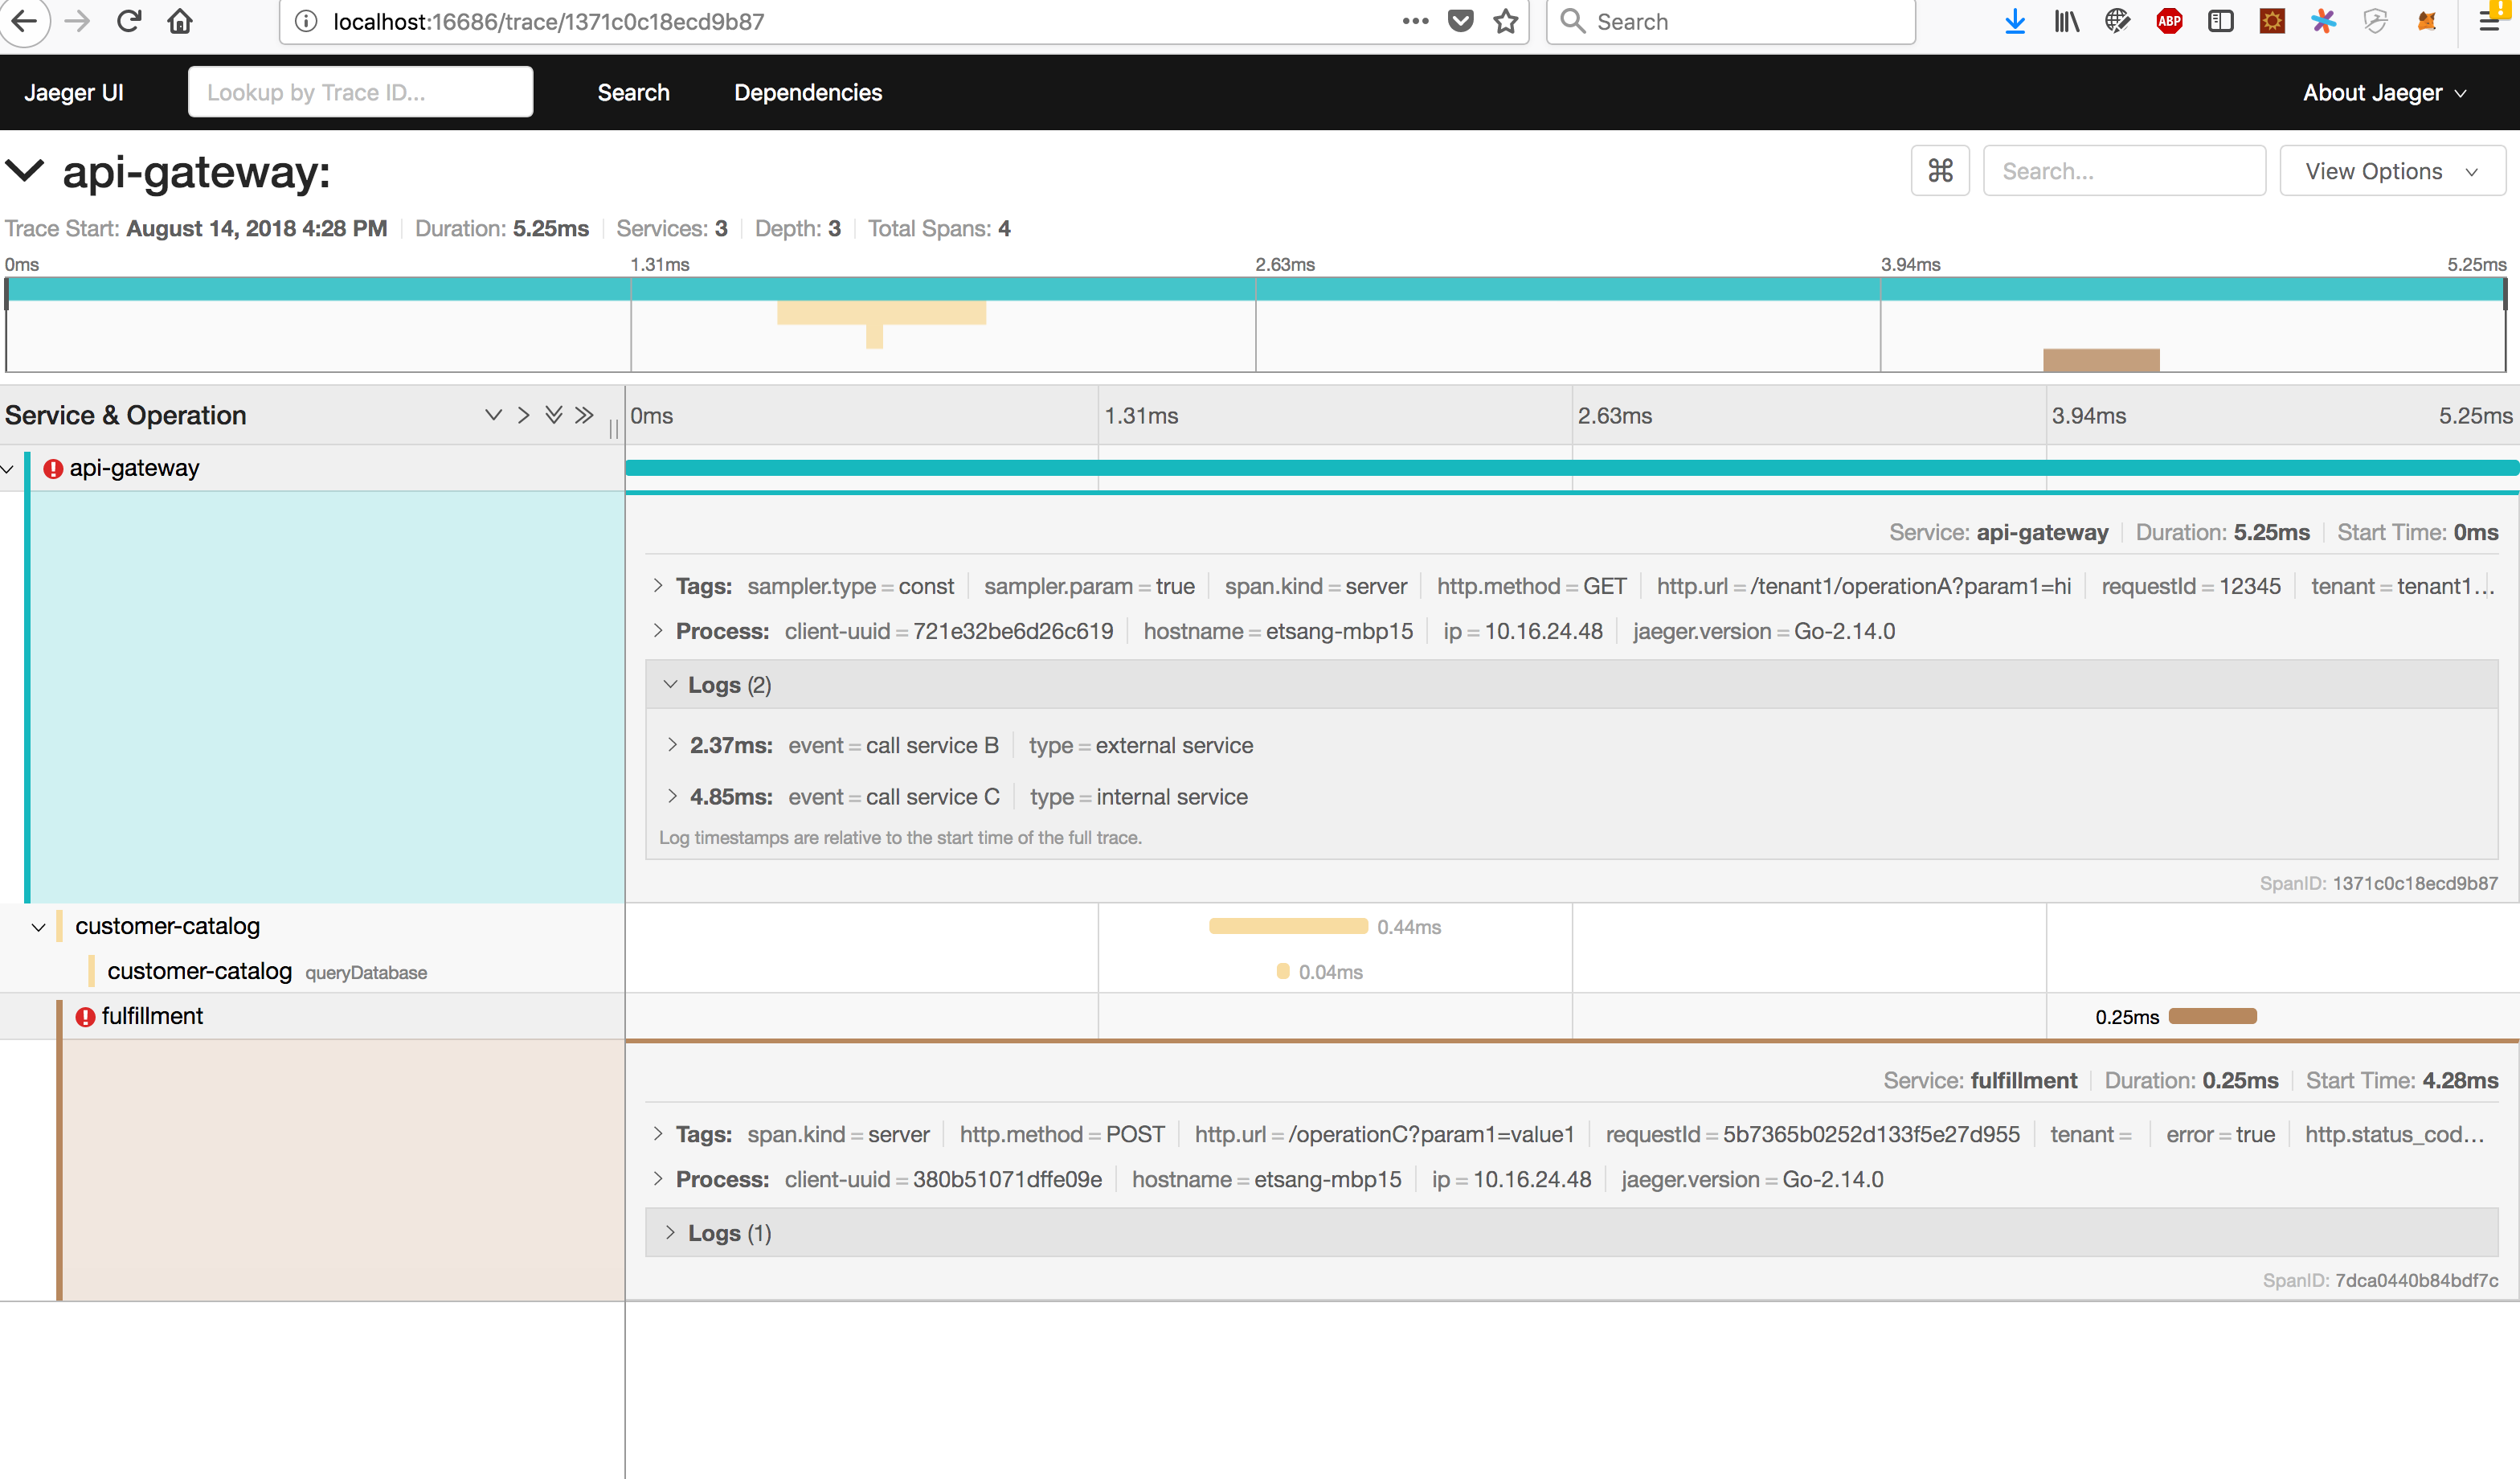 localhost:16686/trace/1371c0c18ecd9b87 Search ABP
Jaeger UI Lookup by Trace ID... Search Dependencies About Jaeger
api-gateway: ⌘ Search... View Options
Trace Start: August 14, 2018 4:28 PM Duration: 5.25ms Services: 3 Depth: 3 Total Spans: 4
0ms 1.31ms 2.63ms 3.94ms 5.25ms
Service & Operation 0ms 1.31ms 2.63ms 3.94ms 5.25ms
api-gateway
Service: api-gateway Duration: 5.25ms Start Time: 0ms
Tags: sampler.type = const sampler.param = true span.kind = server http.method = GET http.url = /tenant1/operationA?param1=hi requestId = 12345 tenant = tenant1...
Process: client-uuid = 721e32be6d26c619 hostname = etsang-mbp15 ip = 10.16.24.48 jaeger.version = Go-2.14.0
Logs (2)
2.37ms: event = call service B type = external service
4.85ms: event = call service C type = internal service
Log timestamps are relative to the start time of the full trace.
SpanID: 1371c0c18ecd9b87
customer-catalog 0.44ms
customer-catalog queryDatabase 0.04ms
fulfillment 0.25ms
Service: fulfillment Duration: 0.25ms Start Time: 4.28ms
Tags: span.kind = server http.method = POST http.url = /operationC?param1=value1 requestId = 5b7365b0252d133f5e27d955 tenant = error = true http.status_cod...
Process: client-uuid = 380b51071dffe09e hostname = etsang-mbp15 ip = 10.16.24.48 jaeger.version = Go-2.14.0
Logs (1)
SpanID: 7dca0440b84bdf7c